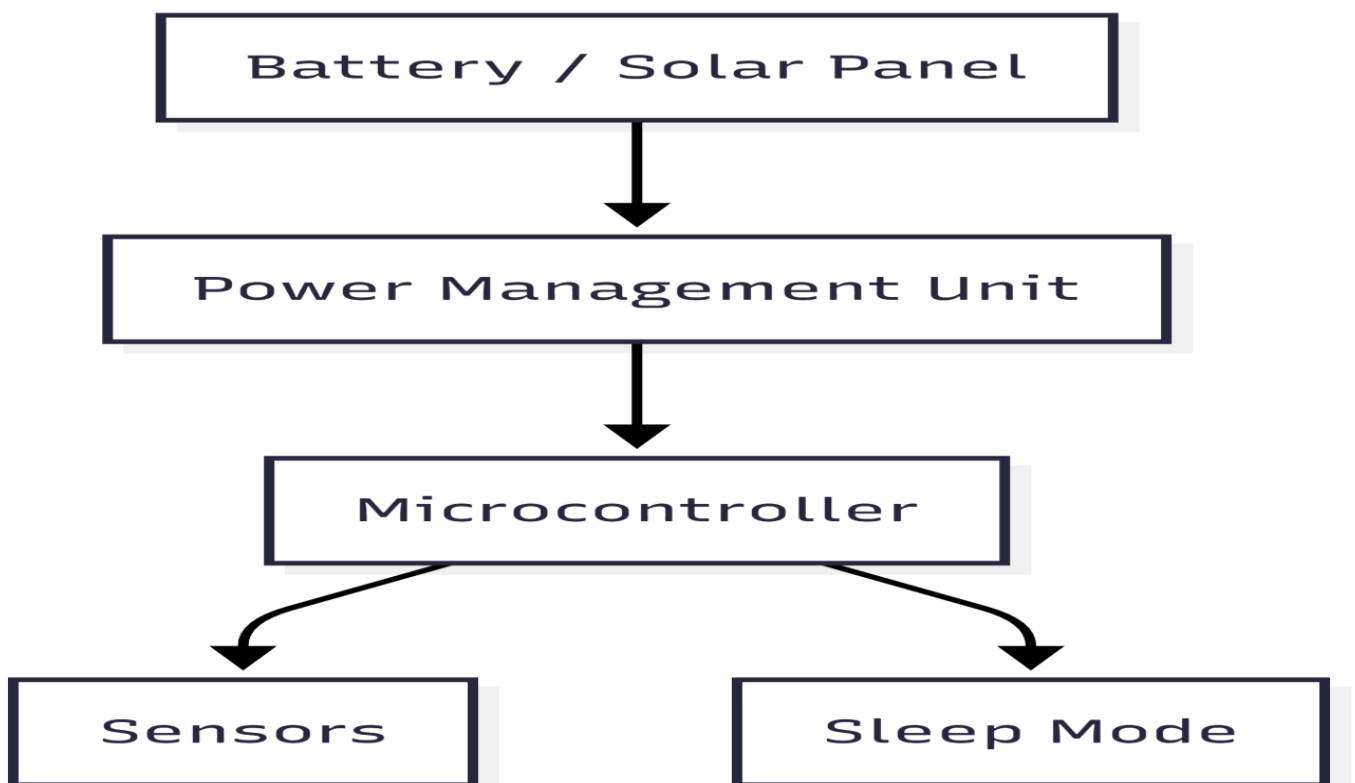 Battery / Solar Panel
Power Management Unit
Microcontroller
Sensors
Sleep Mode